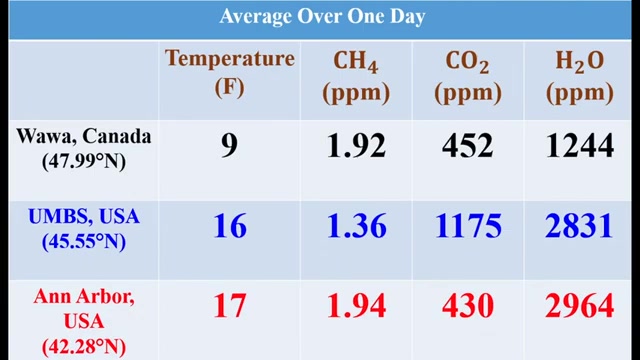 Average Over One Day
Temperature (F) CH₄ (ppm) CO₂ (ppm) H₂O (ppm)
Wawa, Canada (47.99°N) 9 1.92 452 1244
UMBS, USA (45.55°N) 16 1.36 1175 2831
Ann Arbor, USA (42.28°N) 17 1.94 430 2964